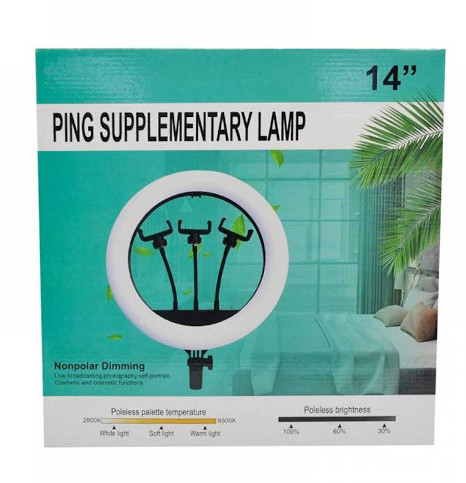 14”
PING SUPPLEMENTARY LAMP
Nonpolar Dimming
Live broadcasting photography self-portrait,
Cosmetic and cosmetic functions.
Poleless palette temperature
2800K 6500K
White light Soft light Warm light
Poleless brightness
100% 60% 30%